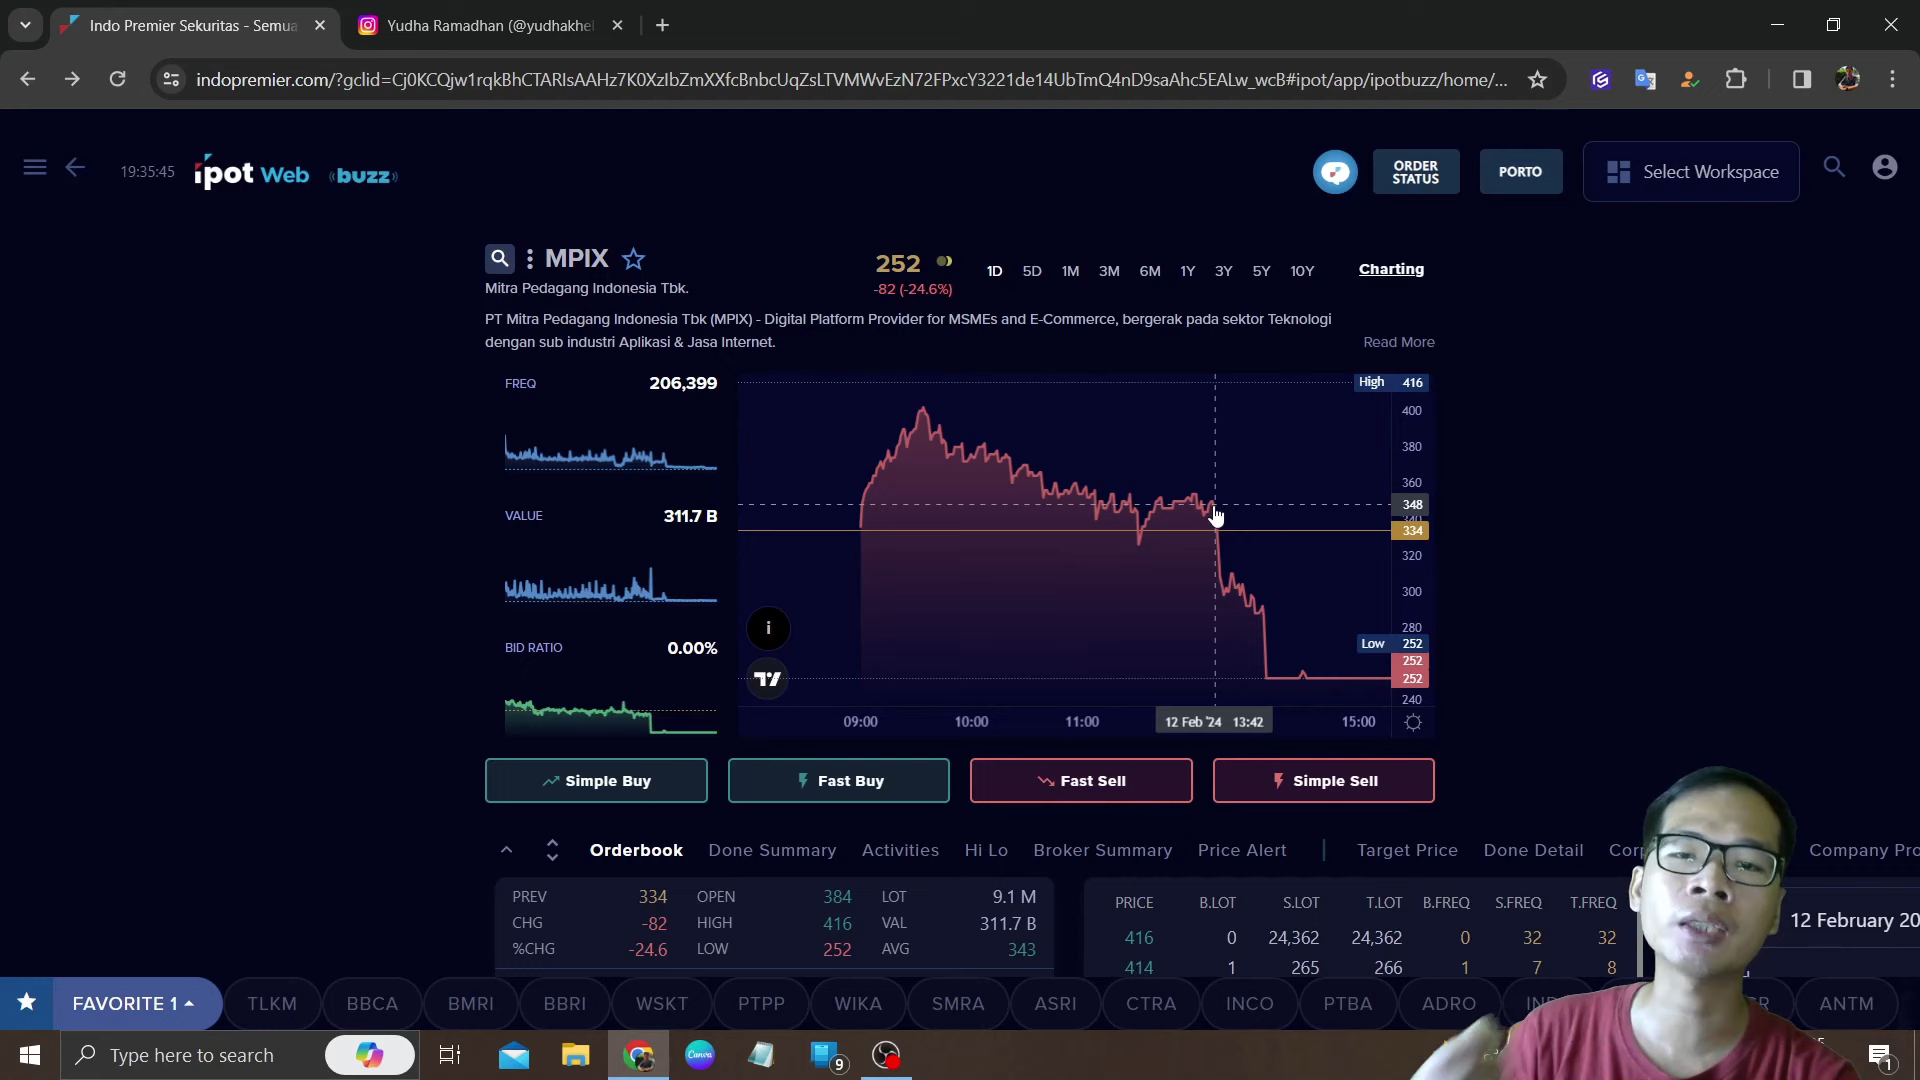 Indo Premier Sekuritas - Semua
Yudha Ramadhan (@yudhakhel
indopremier.com/?gclid=Cj0KCQjw1rqkBhCTARIsAAHz7K0XzIbZmXXfcBnbcUqZsLTVMWvEzN72FPxcY3221de14UbTmQ4nD9saAhc5EALw_wcB#ipot/app/ipotbuzz/home/...
19:35:45
ipot Web buzz
ORDER STATUS
PORTO
Select Workspace
MPIX
252
1D 5D 1M 3M 6M 1Y 3Y 5Y 10Y
Charting
Mitra Pedagang Indonesia Tbk.
-82 (-24.6%)
PT Mitra Pedagang Indonesia Tbk (MPIX) - Digital Platform Provider for MSMEs and E-Commerce, bergerak pada sektor Teknologi
dengan sub industri Aplikasi & Jasa Internet.
Read More
FREQ 206,399
VALUE 311.7 B
BID RATIO 0.00%
High 416
400
380
360
348
334
320
300
280
Low 252
252
252
240
i
09:00 10:00 11:00 12 Feb '24 13:42 15:00
Simple Buy
Fast Buy
Fast Sell
Simple Sell
Orderbook Done Summary Activities Hi Lo Broker Summary Price Alert Target Price Done Detail Company Pro
PREV 334 OPEN 384 LOT 9.1 M
CHG -82 HIGH 416 VAL 311.7 B
%CHG -24.6 LOW 252 AVG 343
PRICE B.LOT S.LOT T.LOT B.FREQ S.FREQ T.FREQ
416 0 24,362 24,362 0 32 32
414 1 265 266 1 7 8
12 February 20
FAVORITE 1 TLKM BBCA BMRI BBRI WSKT PTPP WIKA SMRA ASRI CTRA INCO PTBA ADRO ANTM
Type here to search
Canva
9
1